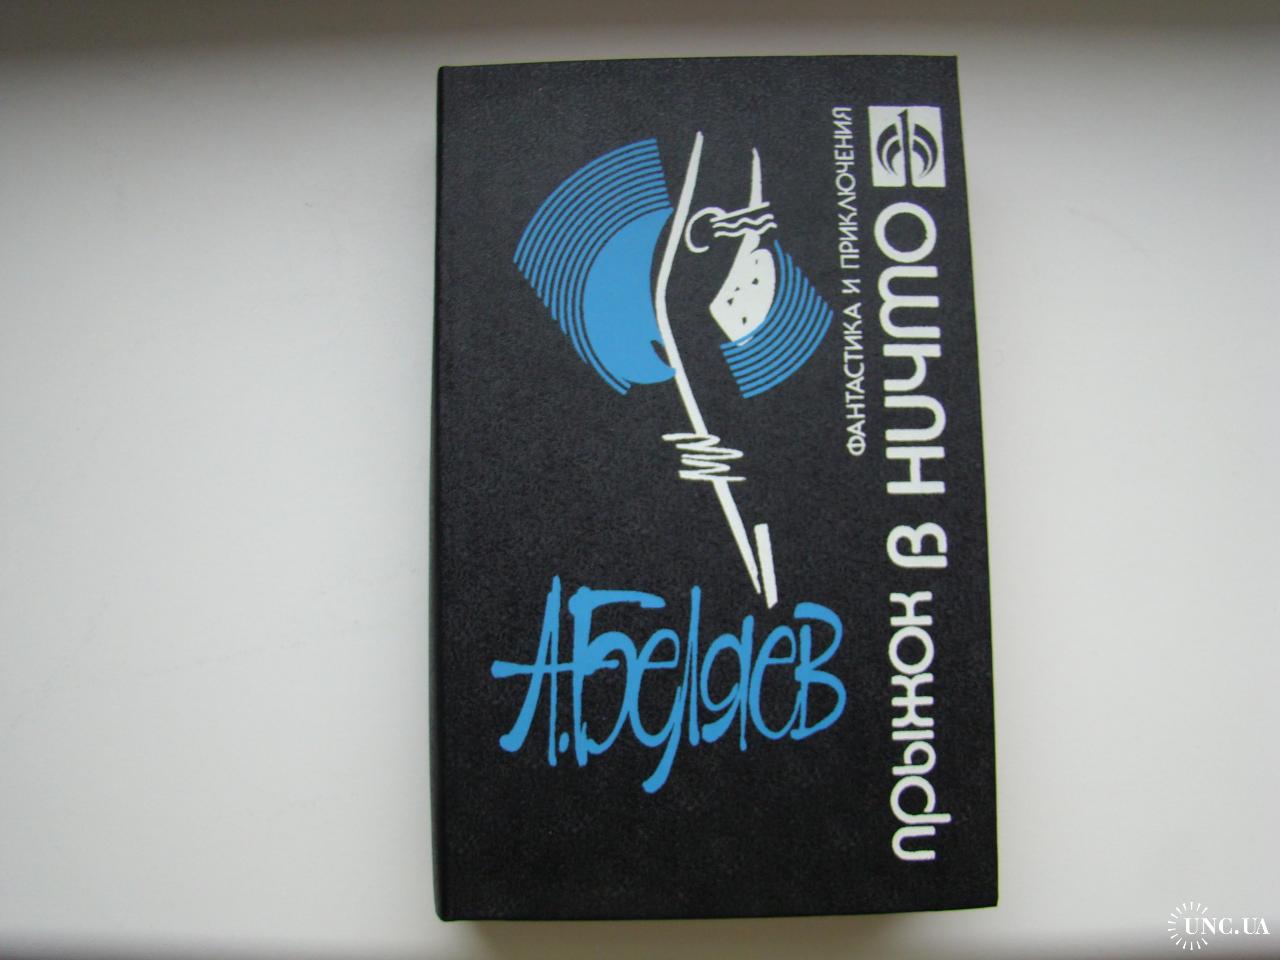 А. Беляев
ФАНТАСТИКА И ПРИКЛЮЧЕНИЯ
ПРЫЖОК В НИЧТО
UNC.UA